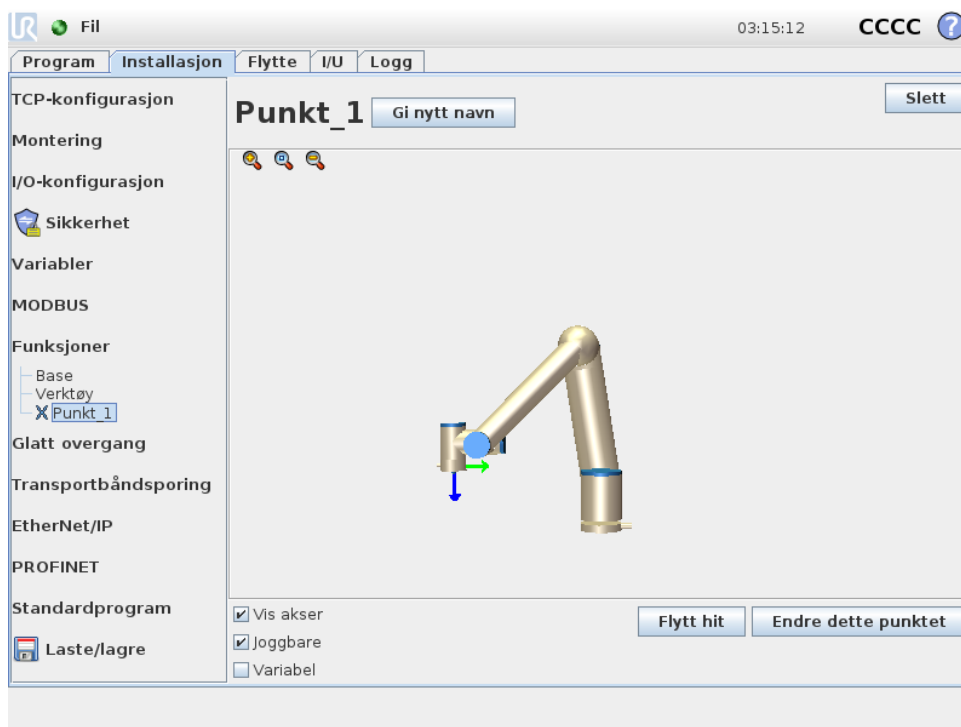 UR Fil 03:15:12 CCCC ?
Program Installasjon Flytte I/U Logg
TCP-konfigurasjon
Montering
I/O-konfigurasjon
Sikkerhet
Variabler
MODBUS
Funksjoner
Base
Verktøy
Punkt_1
Glatt overgang
Transportbåndsporing
EtherNet/IP
PROFINET
Standardprogram
Laste/lagre
Punkt_1 Gi nytt navn Slett
Vis akser
Joggbare
Variabel
Flytt hit Endre dette punktet